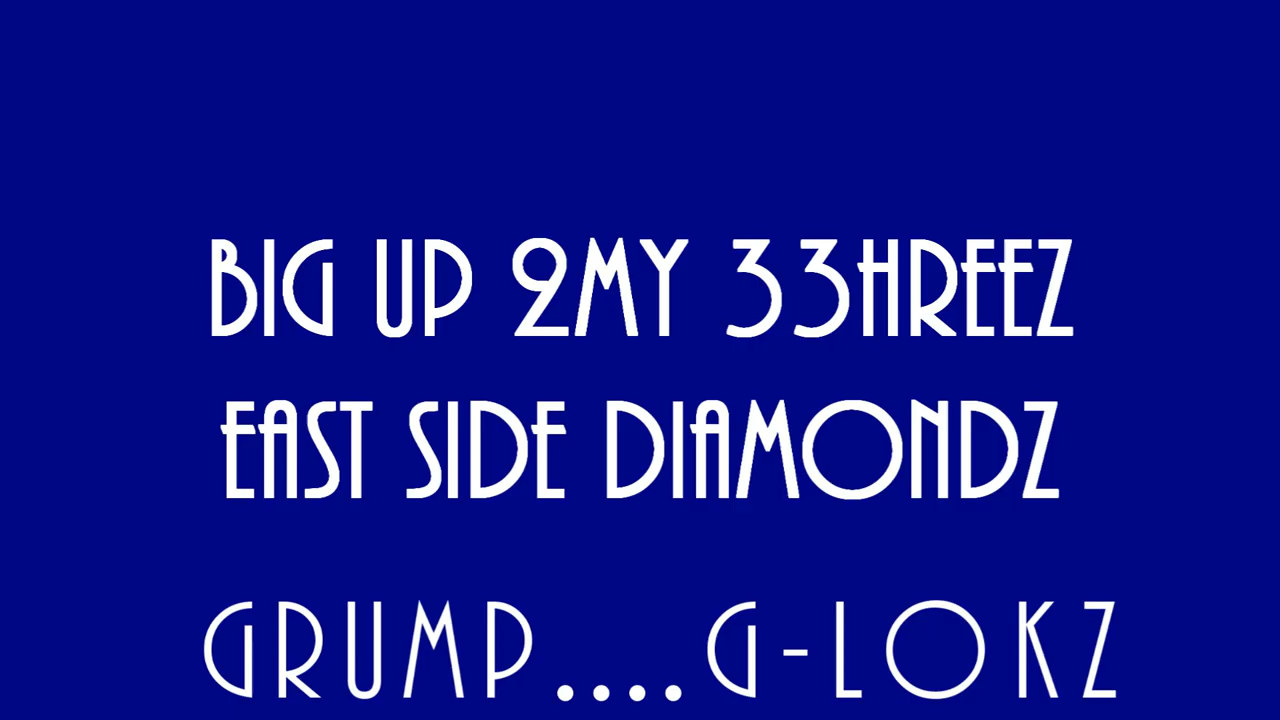 BIG UP 2MY 33HREEZ
EAST SIDE DIAMONDZ
GRUMP....G-LOKZ